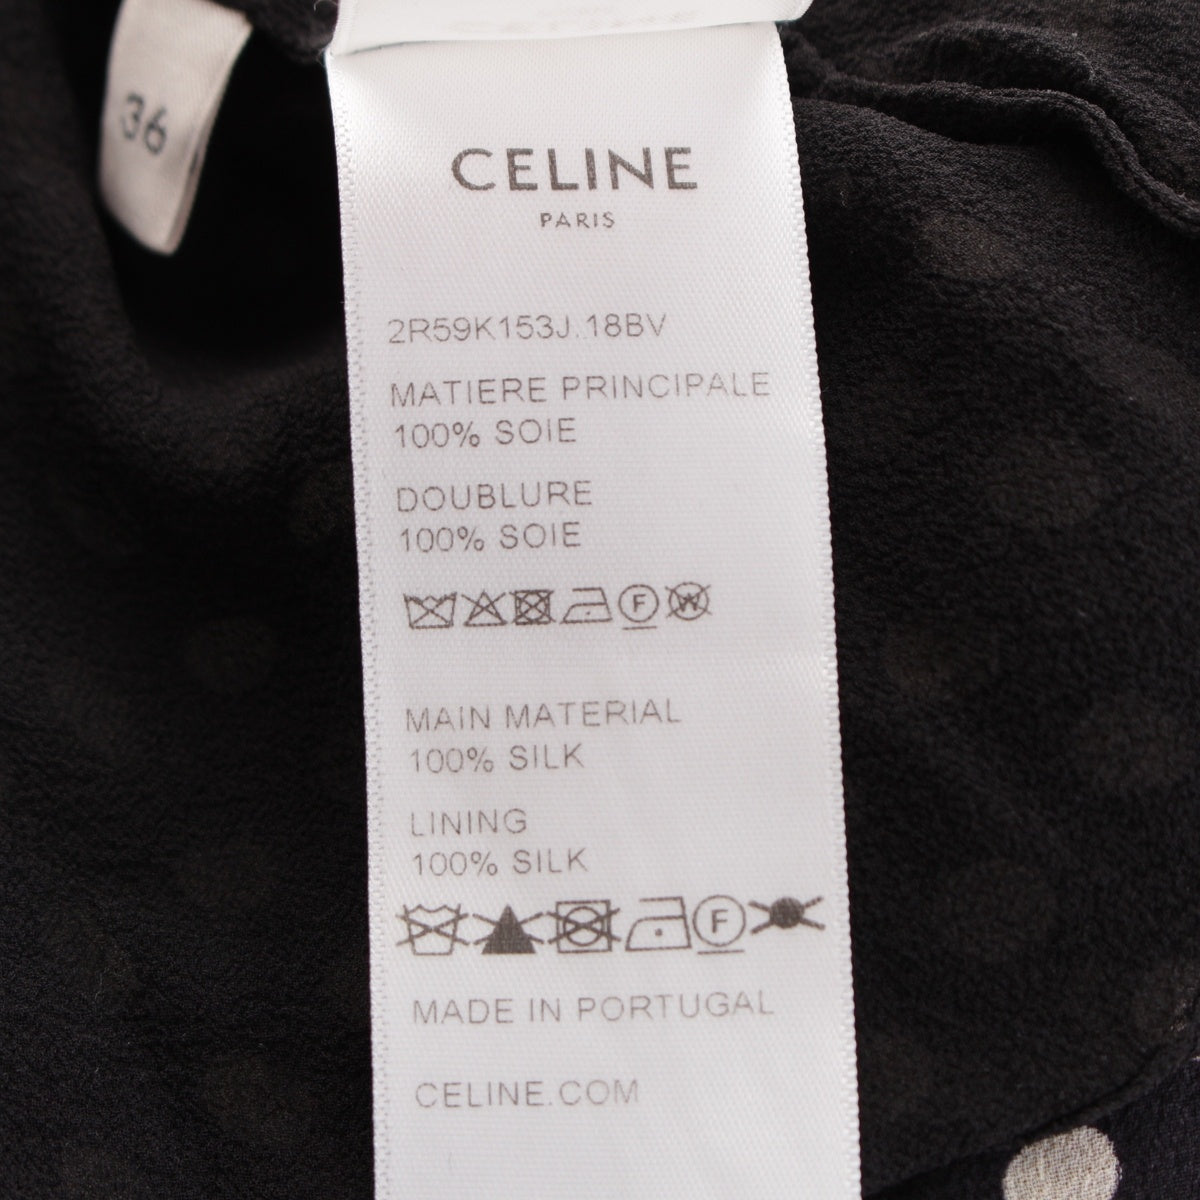 36
CELINE
PARIS
2R59K153J.18BV
MATIERE PRINCIPALE
100% SOIE
DOUBLURE
100% SOIE
F W
MAIN MATERIAL
100% SILK
LINING
100% SILK
F
MADE IN PORTUGAL
CELINE.COM